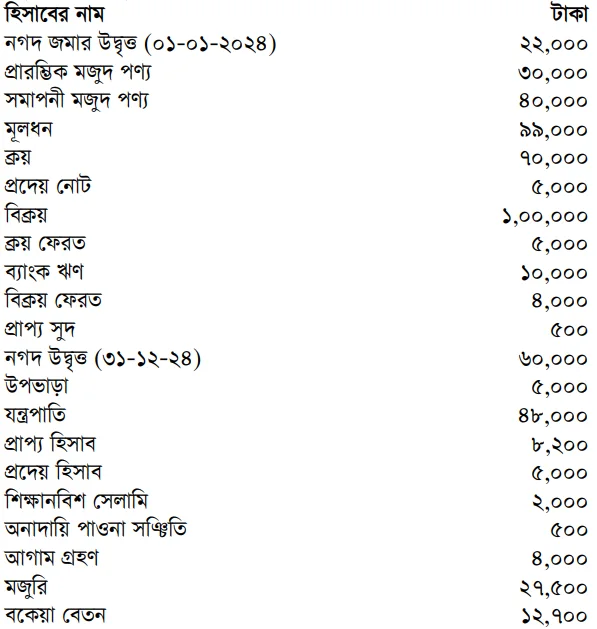 হিসাবের নাম টাকা
নগদ জমার উদ্বৃত্ত (০১-০১-২০২৪) ২২,০০০
প্রারম্ভিক মজুদ পণ্য ৩০,০০০
সমাপনী মজুদ পণ্য ৪০,০০০
মূলধন ৯৯,০০০
ক্রয় ৭০,০০০
প্রদেয় নোট ৫,০০০
বিক্রয় ১,০০,০০০
ক্রয় ফেরত ৫,০০০
ব্যাংক ঋণ ১০,০০০
বিক্রয় ফেরত ৪,০০০
প্রাপ্য সুদ ৫০০
নগদ উদ্বৃত্ত (৩১-১২-২৪) ৬০,০০০
উপভাড়া ৫,০০০
যন্ত্রপাতি ৪৮,০০০
প্রাপ্য হিসাব ৮,২০০
প্রদেয় হিসাব ৫,০০০
শিক্ষানবিশ সেলামি ২,০০০
অনাদায়ি পাওনা সঞ্চিতি ৫০০
আগাম গ্রহণ ৪,০০০
মজুরি ২৭,৫০০
বকেয়া বেতন ১২,৭০০